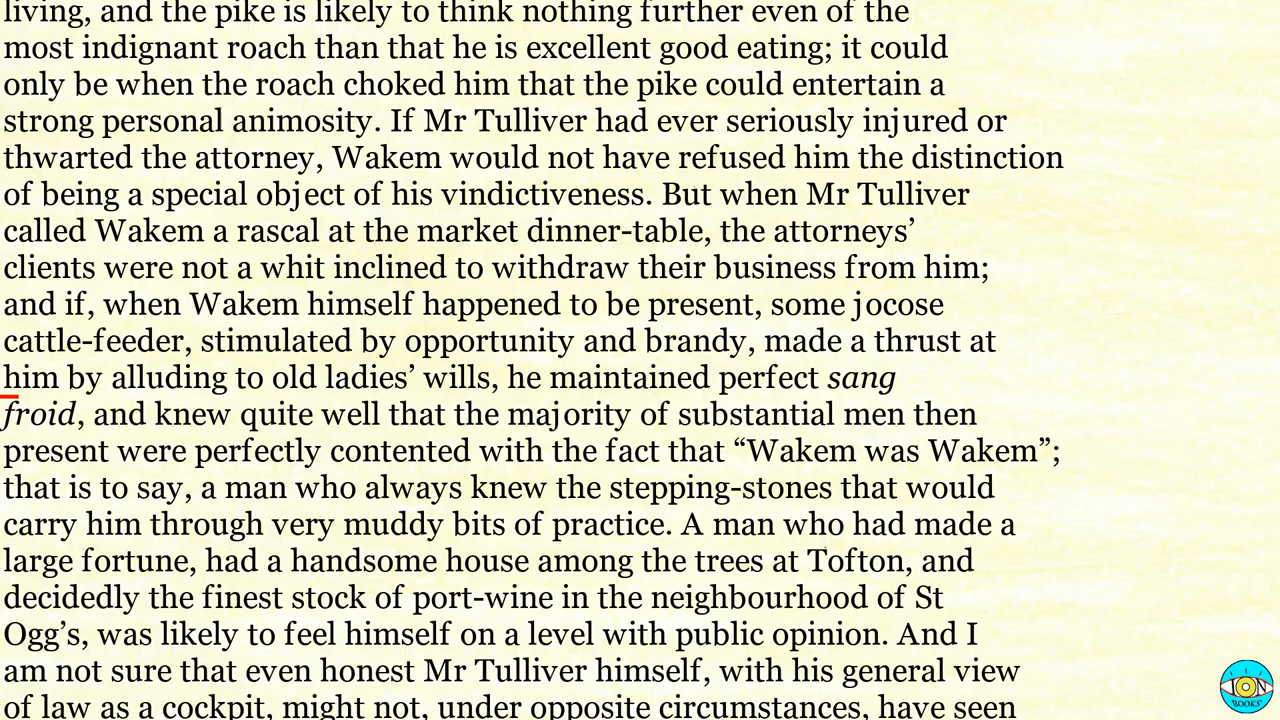 living, and the pike is likely to think nothing further even of the
most indignant roach than that he is excellent good eating; it could
only be when the roach choked him that the pike could entertain a
strong personal animosity. If Mr Tulliver had ever seriously injured or
thwarted the attorney, Wakem would not have refused him the distinction
of being a special object of his vindictiveness. But when Mr Tulliver
called Wakem a rascal at the market dinner-table, the attorneys’
clients were not a whit inclined to withdraw their business from him;
and if, when Wakem himself happened to be present, some jocose
cattle-feeder, stimulated by opportunity and brandy, made a thrust at
him by alluding to old ladies’ wills, he maintained perfect sang
froid, and knew quite well that the majority of substantial men then
present were perfectly contented with the fact that “Wakem was Wakem”;
that is to say, a man who always knew the stepping-stones that would
carry him through very muddy bits of practice. A man who had made a
large fortune, had a handsome house among the trees at Tofton, and
decidedly the finest stock of port-wine in the neighbourhood of St
Ogg’s, was likely to feel himself on a level with public opinion. And I
am not sure that even honest Mr Tulliver himself, with his general view
of law as a cockpit, might not, under opposite circumstances, have seen
ION
BOOKS